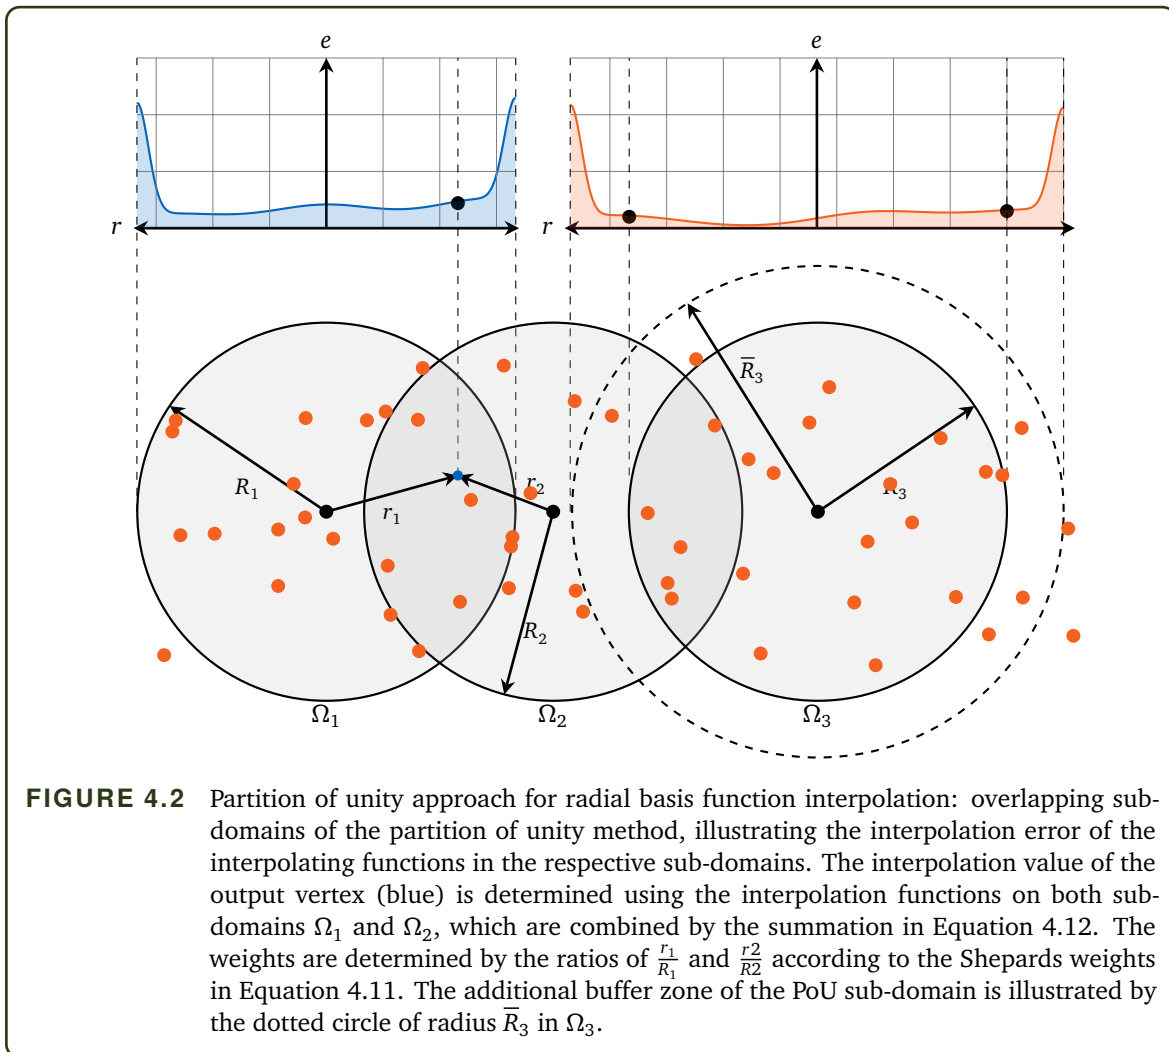 e
e
r
r
R̅3
R1
r1
r2
R3
R2
Ω1
Ω2
Ω3
FIGURE 4.2 Partition of unity approach for radial basis function interpolation: overlapping sub-
domains of the partition of unity method, illustrating the interpolation error of the
interpolating functions in the respective sub-domains. The interpolation value of the
output vertex (blue) is determined using the interpolation functions on both sub-
domains Ω1 and Ω2, which are combined by the summation in Equation 4.12. The
weights are determined by the ratios of r1/R1 and r2/R2 according to the Shepards weights
in Equation 4.11. The additional buffer zone of the PoU sub-domain is illustrated by
the dotted circle of radius R̅3 in Ω3.